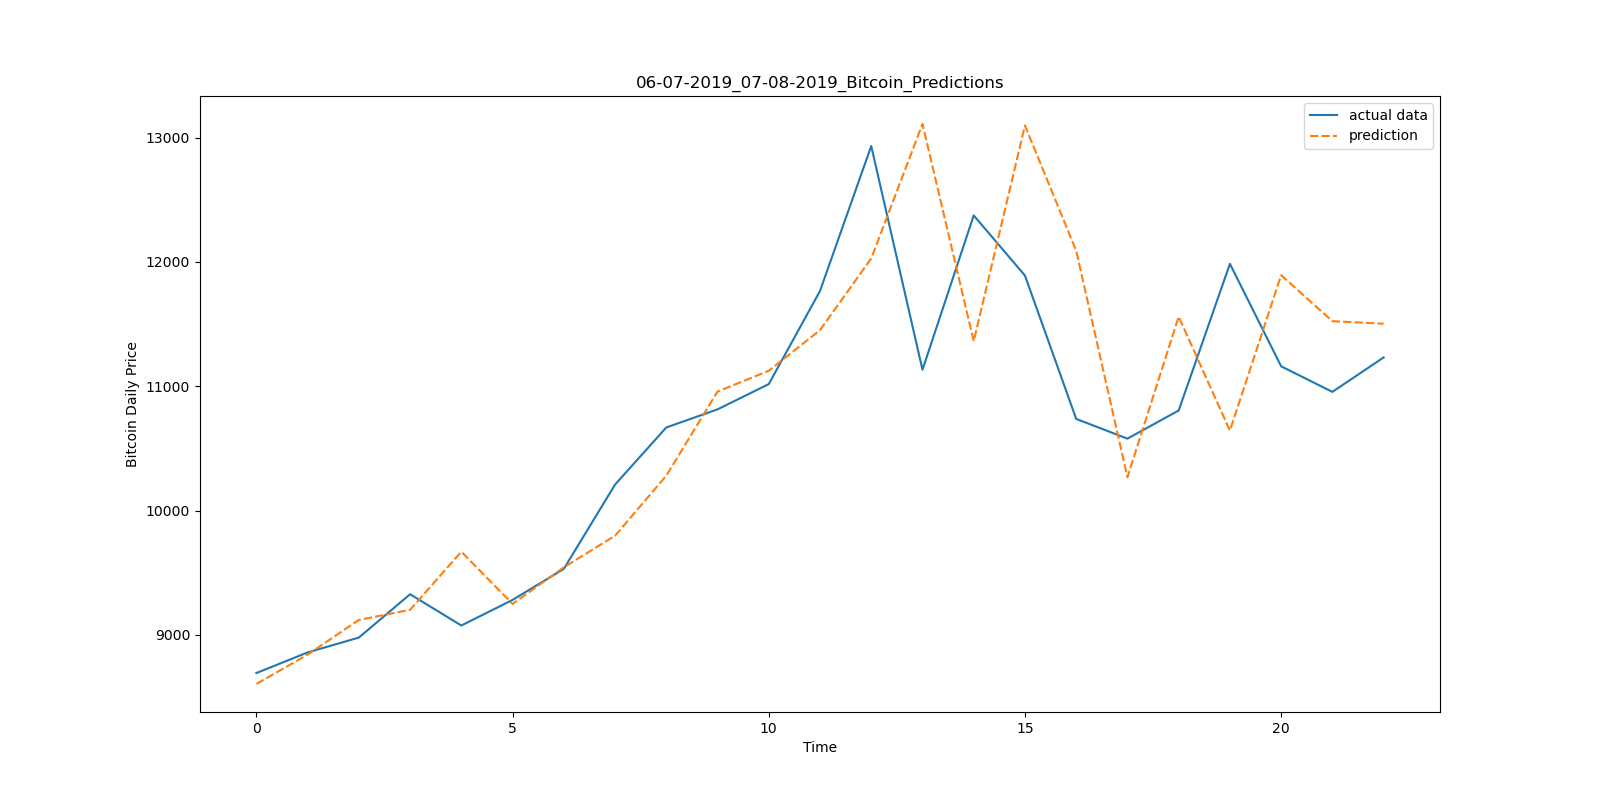 06-07-2019_07-08-2019_Bitcoin_Predictions
actual data
prediction
13000
12000
11000
10000
9000
Bitcoin Daily Price
0
5
10
15
20
Time